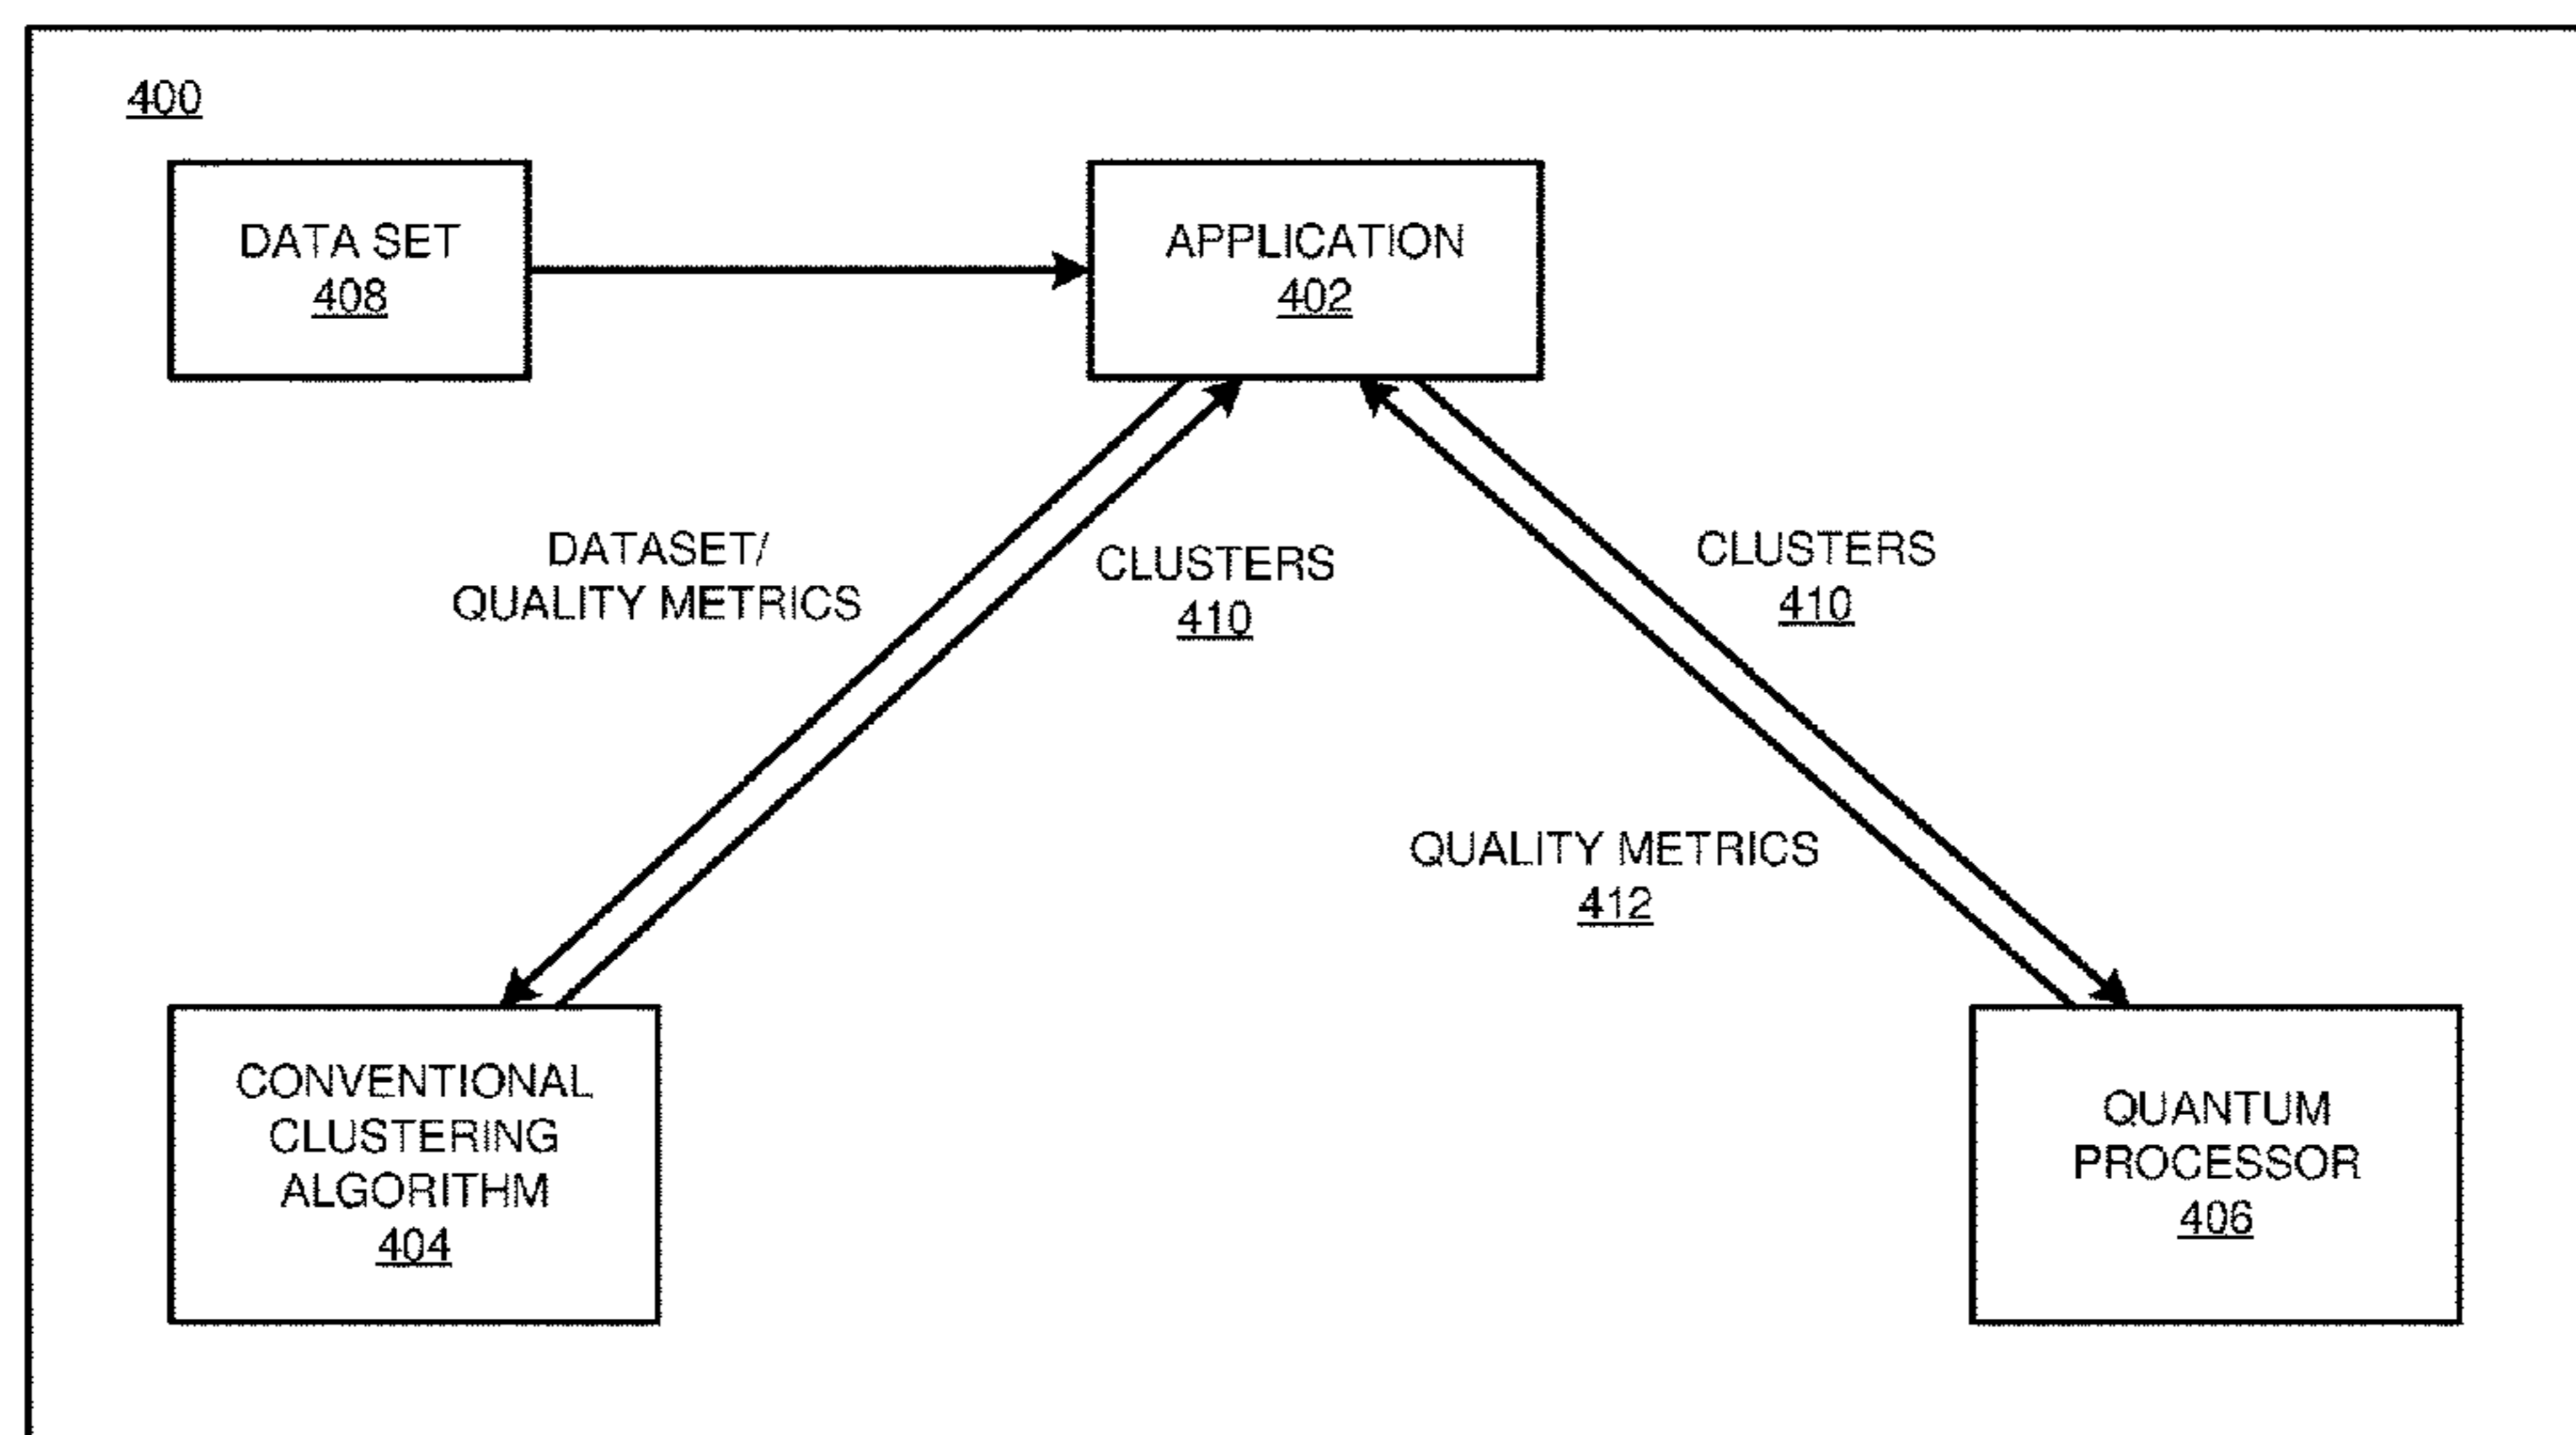 400
DATA SET
408
APPLICATION
402
DATASET/
QUALITY METRICS
CLUSTERS
410
CLUSTERS
410
QUALITY METRICS
412
CONVENTIONAL
CLUSTERING
ALGORITHM
404
QUANTUM
PROCESSOR
406